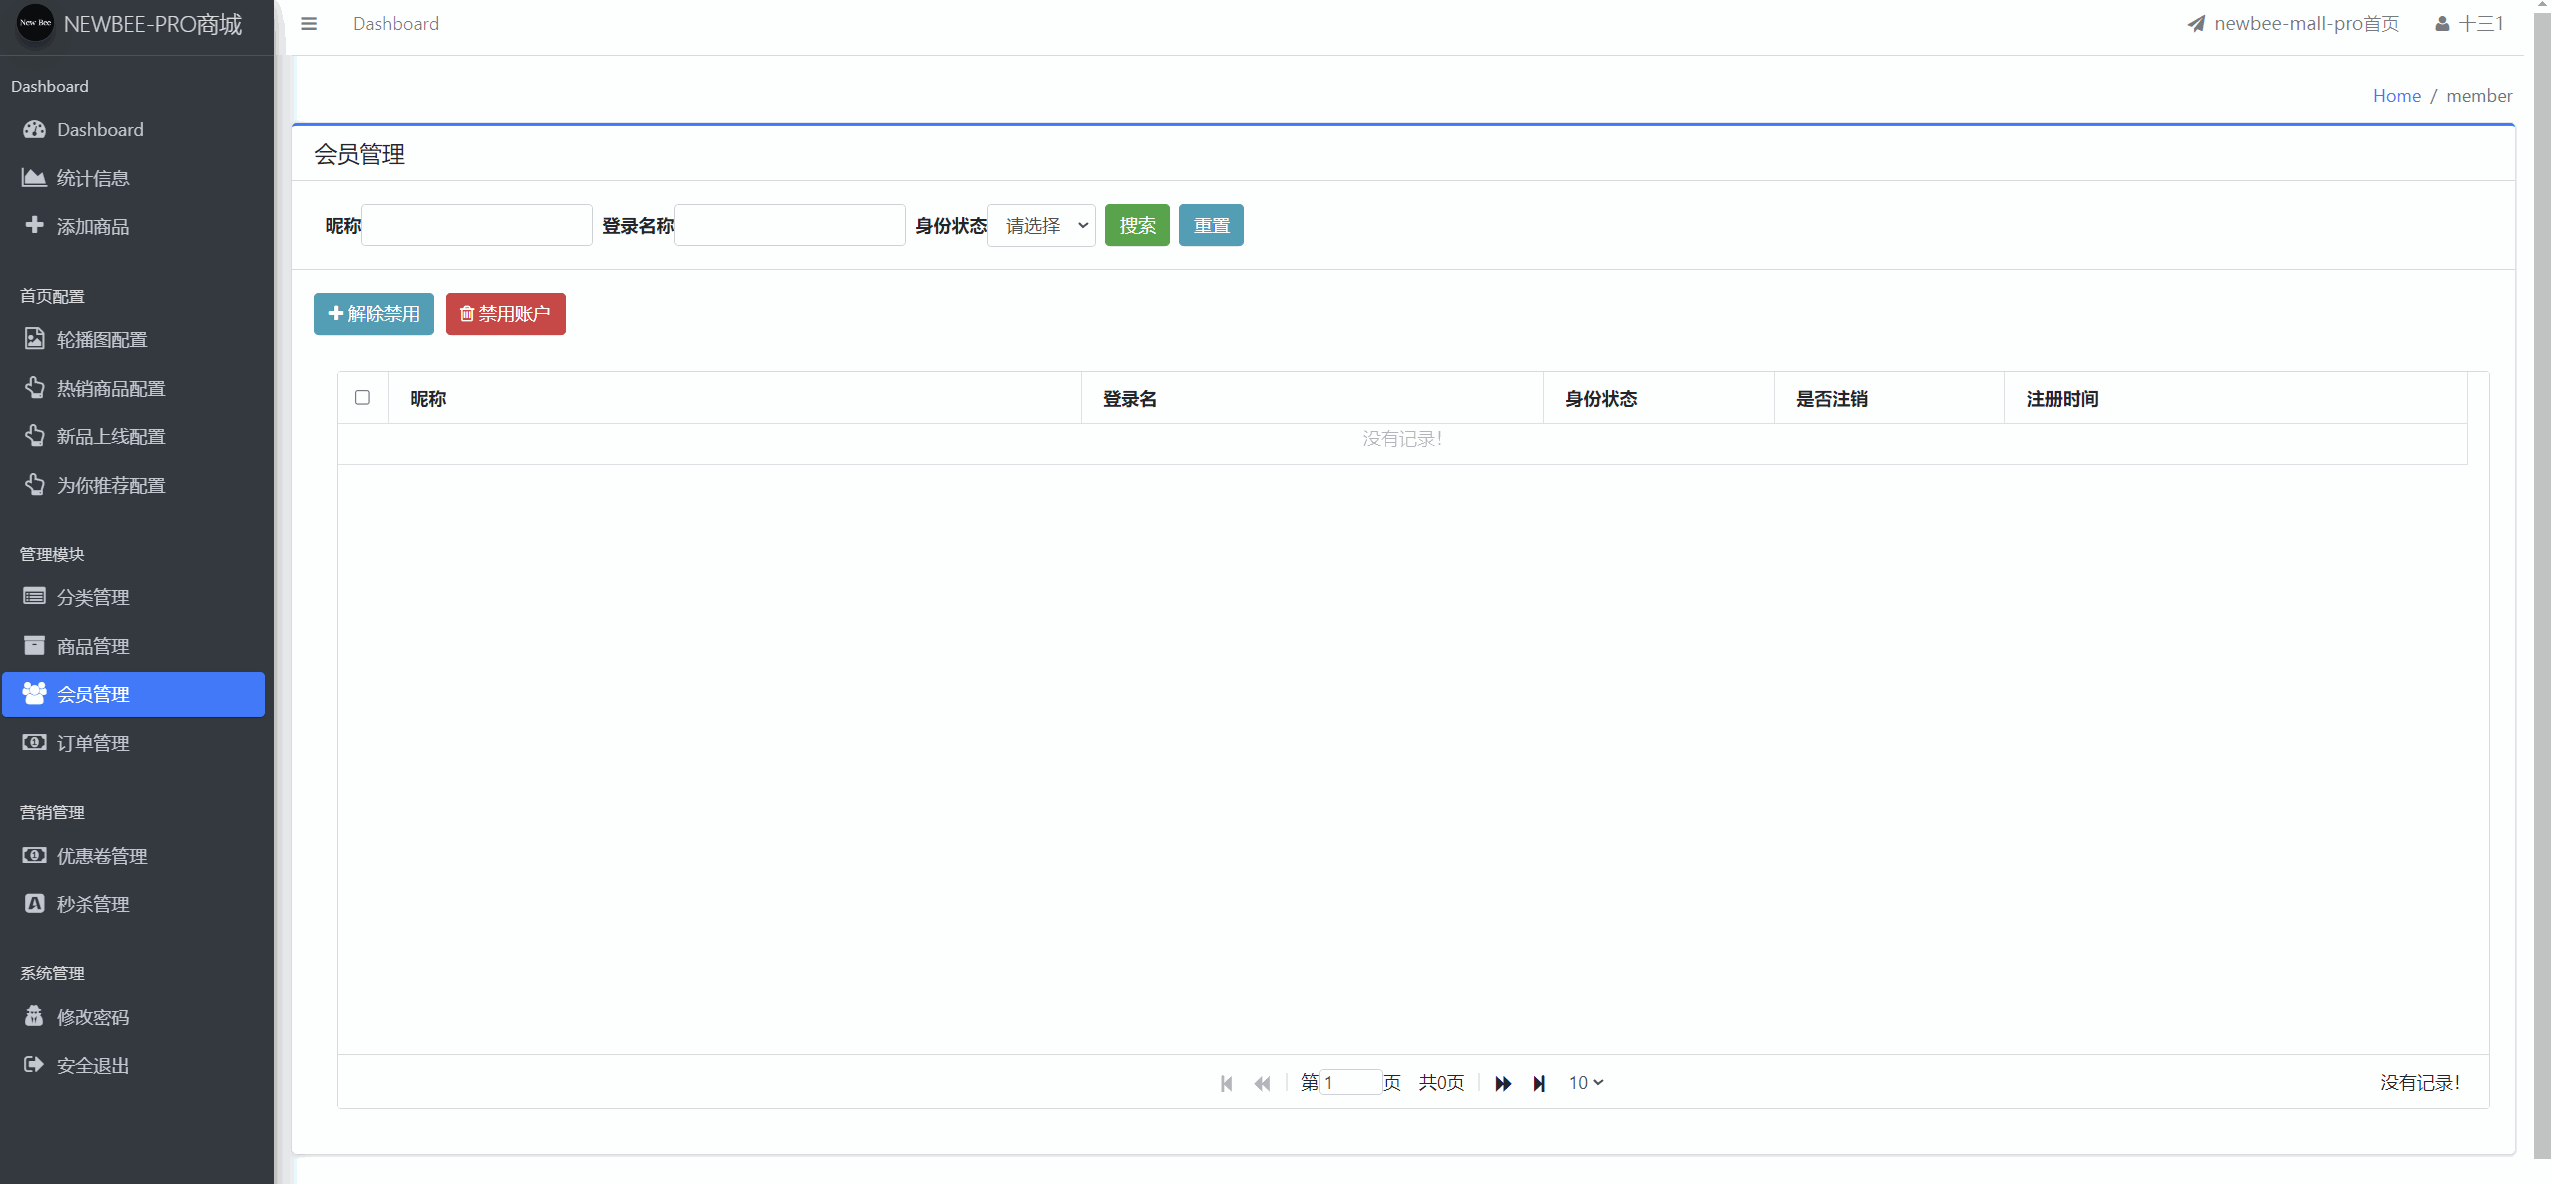 New Bee NEWBEE-PRO商城
Dashboard
Dashboard
统计信息
添加商品
首页配置
轮播图配置
热销商品配置
新品上线配置
为你推荐配置
管理模块
分类管理
商品管理
会员管理
订单管理
营销管理
优惠卷管理
秒杀管理
系统管理
修改密码
安全退出
Dashboard newbee-mall-pro首页 十三1
Home / member
会员管理
昵称 登录名称 身份状态 请选择 搜索 重置
解除禁用 禁用账户
昵称 登录名 身份状态 是否注销 注册时间
没有记录！
第 1 页 共0页 10 没有记录！